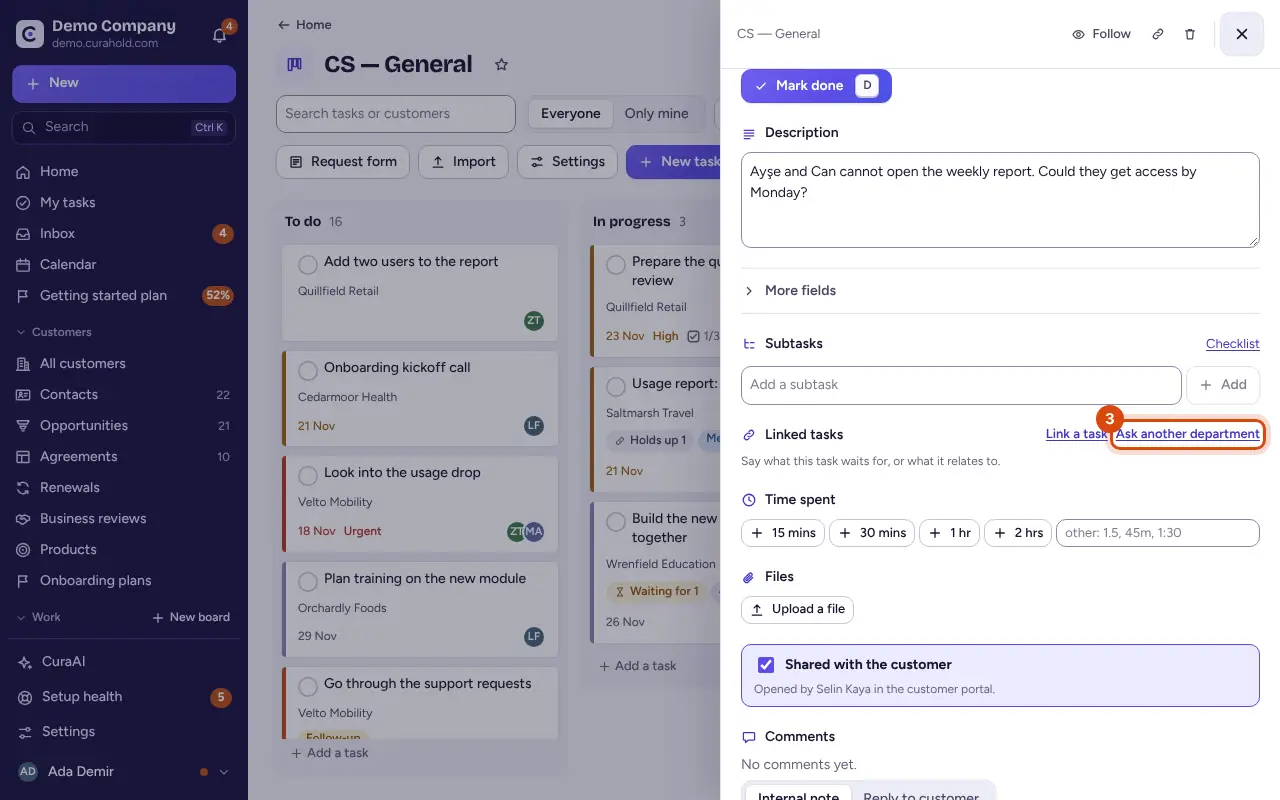 Demo Company
demo.curahold.com
4
New
Search
Ctrl K
Home
My tasks
Inbox
4
Calendar
Getting started plan
52%
Customers
All customers
Contacts
22
Opportunities
21
Agreements
10
Renewals
Business reviews
Products
Onboarding plans
Work
New board
CuraAI
Setup health
5
Settings
AD
Ada Demir
Home
CS — General
Search tasks or customers
Everyone
Only mine
Request form
Import
Settings
New task
To do 16
Add two users to the report
Quillfield Retail
ZT
Onboarding kickoff call
Cedarmoor Health
21 Nov
LF
Look into the usage drop
Velto Mobility
18 Nov Urgent
ZT
MA
Plan training on the new module
Orchardly Foods
29 Nov
LF
Go through the support requests
Velto Mobility
Follow-up
Add a task
In progress 3
Prepare the
review
Quillfield Retail
23 Nov High 1/3
Usage report:
Saltmarsh Travel
Holds up 1
21 Nov
Build the new
together
Wrenfield Education
Waiting for 1
26 Nov
Add a task
CS — General
Follow
Mark done
D
Description
Ayşe and Can cannot open the weekly report. Could they get access by
Monday?
More fields
Subtasks
Checklist
Add a subtask
Add
3
Linked tasks
Link a task
Ask another department
Say what this task waits for, or what it relates to.
Time spent
15 mins
30 mins
1 hr
2 hrs
other: 1.5, 45m, 1:30
Files
Upload a file
Shared with the customer
Opened by Selin Kaya in the customer portal.
Comments
No comments yet.
Internal note
Reply to customer